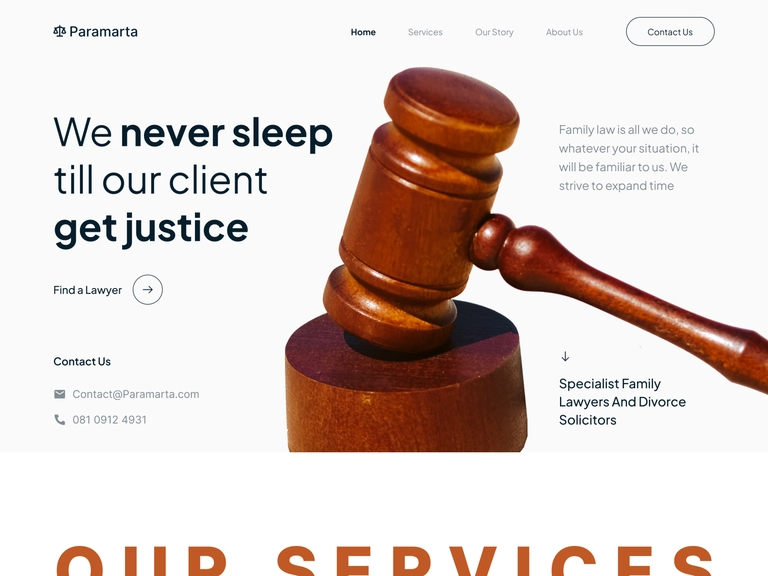 Paramarta
Home
Services
Our Story
About Us
Contact Us
We never sleep
till our client
get justice
Family law is all we do, so
whatever your situation, it
will be familiar to us. We
strive to expand time
Find a Lawyer
Contact Us
Contact@Paramarta.com
081 0912 4931
Specialist Family
Lawyers And Divorce
Solicitors
OUR SERVICES